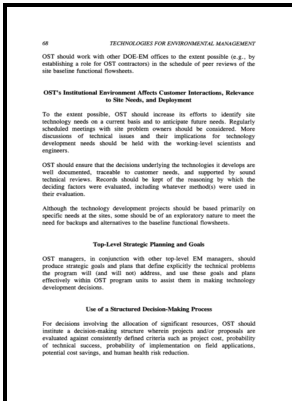 68 TECHNOLOGIES FOR ENVIRONMENTAL MANAGEMENT
OST should work with other DOE-EM offices to the extent possible (e.g., by
establishing a role for OST contractors) in the schedule of peer reviews of the
site baseline functional flowsheets.
OST's Institutional Environment Affects Customer Interactions, Relevance
to Site Needs, and Deployment
To the extent possible, OST should increase its efforts to identify site
technology needs on a current basis and to anticipate future needs. Regularly
scheduled meetings with site problem owners should be considered. More
discussions of technical issues and their implications for technology
development needs should be held with the working-level scientists and
engineers.
OST should ensure that the decisions underlying the technologies it develops are
well documented, traceable to customer needs, and supported by sound
technical reviews. Records should be kept of the reasoning by which the
deciding factors were evaluated, including whatever method(s) were used in
their evaluation.
Although the technology development projects should be based primarily on
specific needs at the sites, some should be of an exploratory nature to meet the
need for backups and alternatives to the baseline functional flowsheets.
Top-Level Strategic Planning and Goals
OST managers, in conjunction with other top-level EM managers, should
produce strategic goals and plans that define explicitly the technical problems
the program will (and will not) address, and use these goals and plans
effectively within OST program units to assist them in making technology
development decisions.
Use of a Structured Decision-Making Process
For decisions involving the allocation of significant resources, OST should
institute a decision-making structure wherein projects and/or proposals are
evaluated against consistently defined criteria such as project cost, probability
of technical success, probability of implementation on field applications,
potential cost savings, and human health risk reduction.